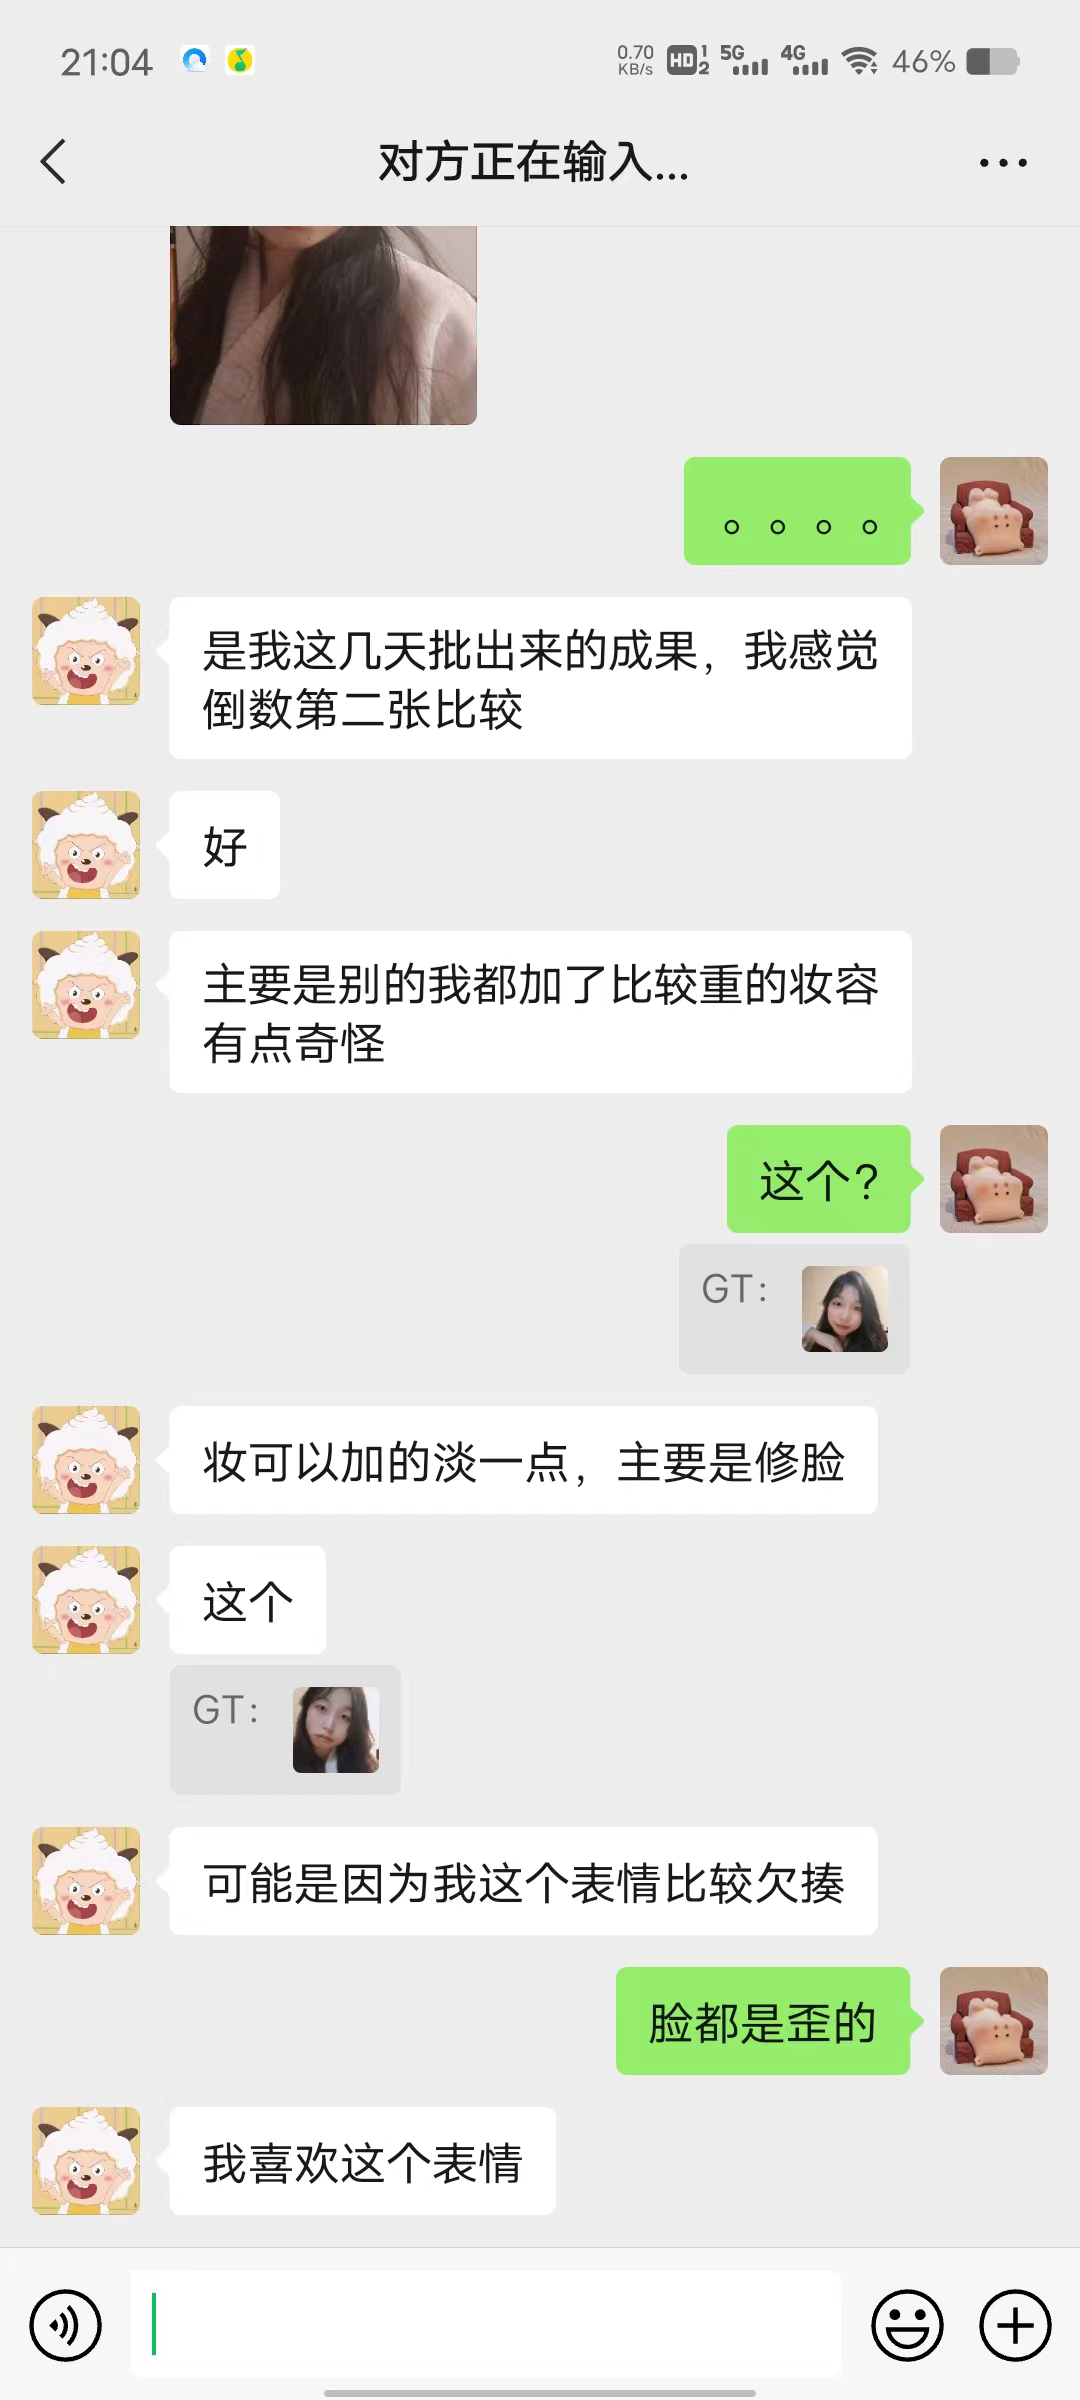 21:04
0.70
KB/s
HD 1
2
5G
4G
46%
对方正在输入...
。。。。
是我这几天批出来的成果，我感觉
倒数第二张比较
好
主要是别的我都加了比较重的妆容
有点奇怪
这个？
GT：
妆可以加的淡一点，主要是修脸
这个
GT：
可能是因为我这个表情比较欠揍
脸都是歪的
我喜欢这个表情